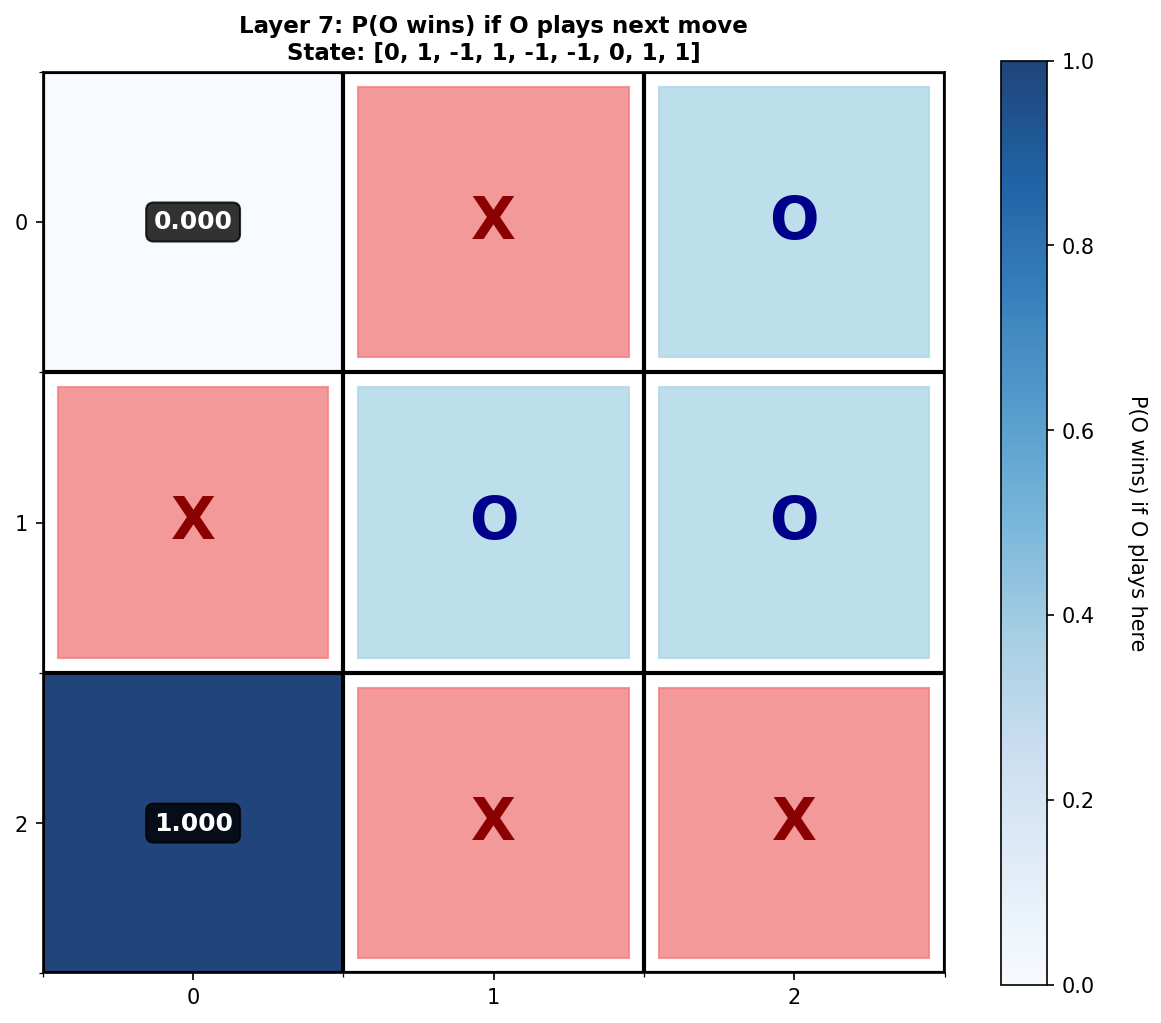 Layer 7: P(O wins) if O plays next move
State: [0, 1, -1, 1, -1, -1, 0, 1, 1]
0
0.000
X
O
1
X
O
O
2
1.000
X
X
0
1
2
1.0
0.8
0.6
0.4
0.2
0.0
P(O wins) if O plays here